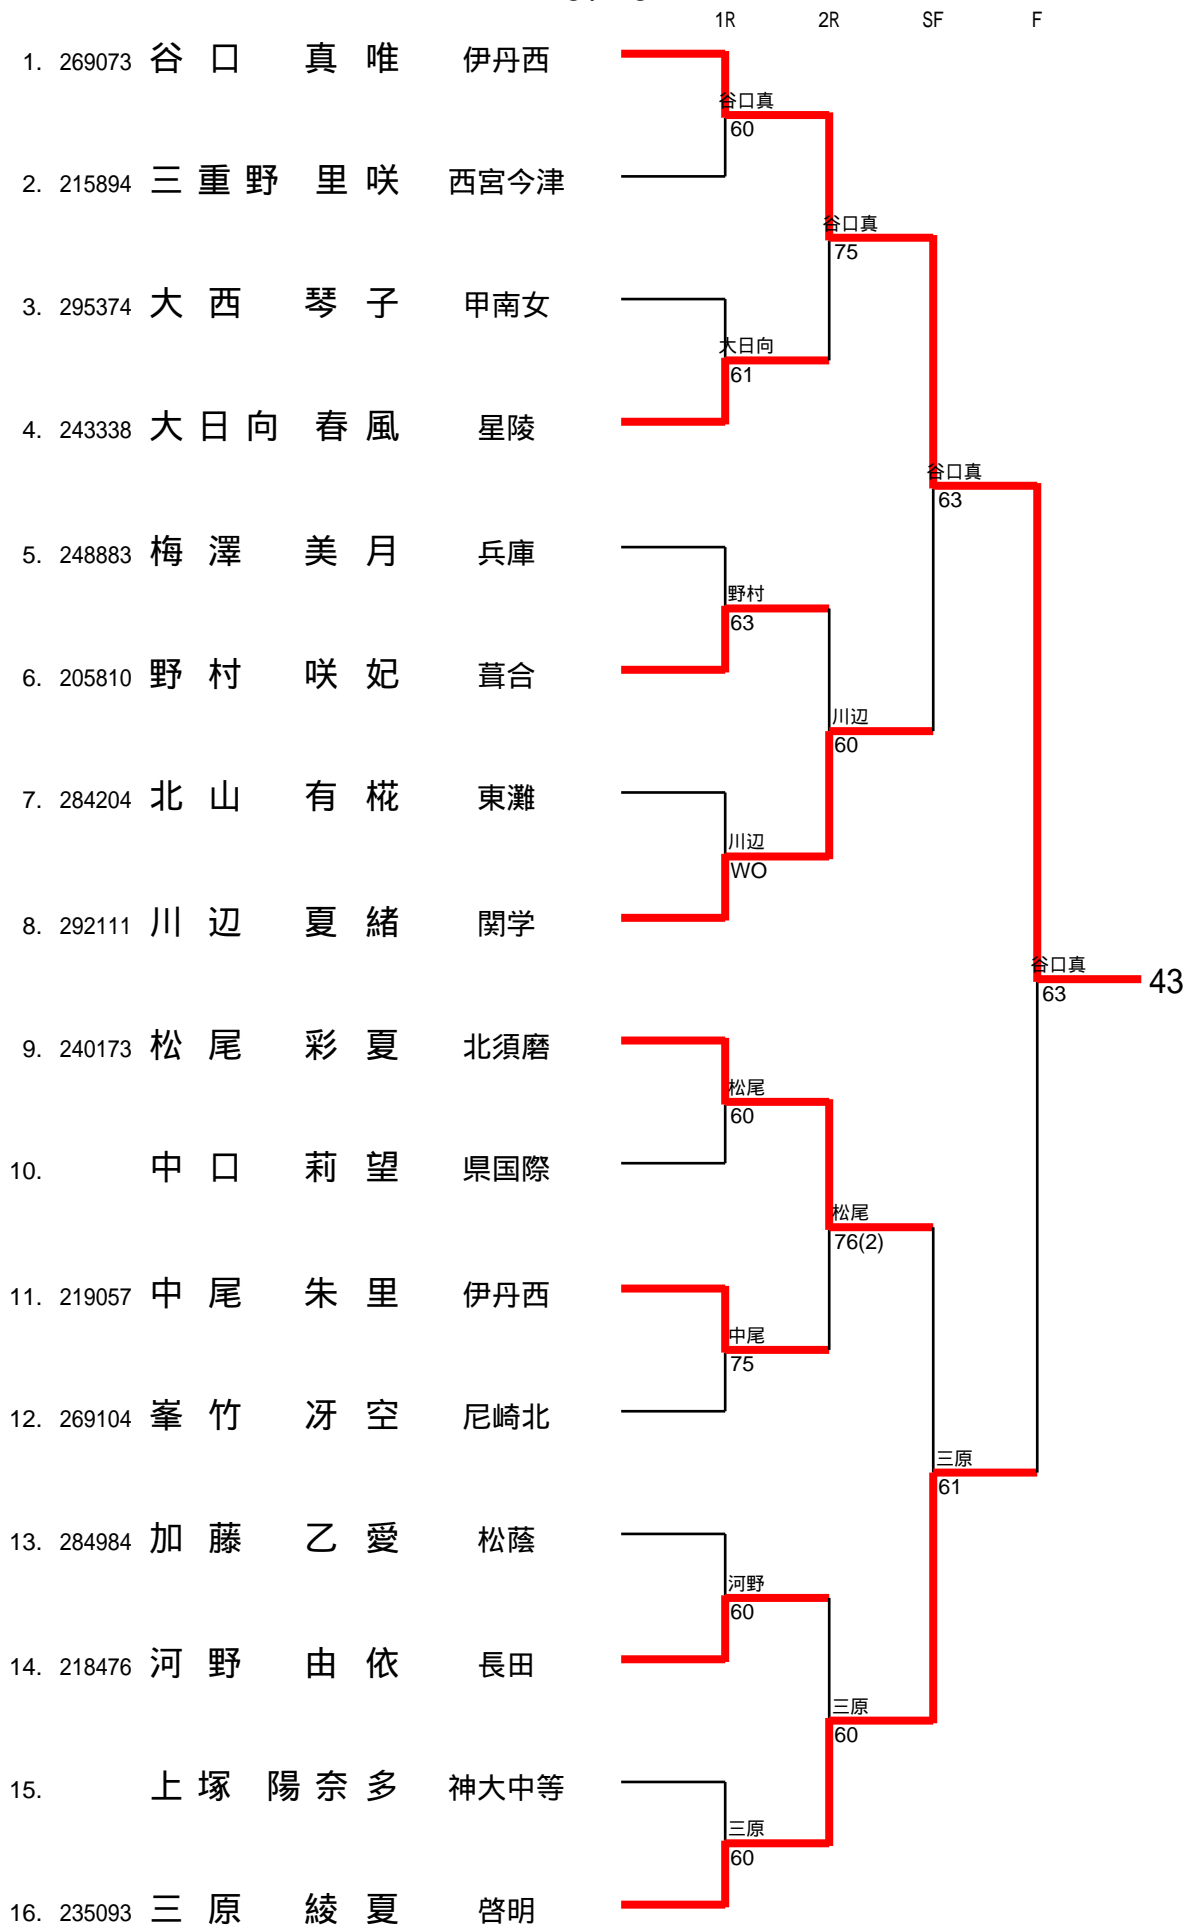 1R 2R SF F
1. 269073 谷口 真唯 伊丹西
谷口真
60
2. 215894 三重野 里咲 西宮今津
谷口真
75
3. 295374 大西 琴子 甲南女
大日向
61
4. 243338 大日向 春風 星陵
谷口真
63
5. 248883 梅澤 美月 兵庫
野村
63
6. 205810 野村 咲妃 葺合
川辺
60
7. 284204 北山 有椛 東灘
川辺
WO
8. 292111 川辺 夏緒 関学
谷口真
63
43
9. 240173 松尾 彩夏 北須磨
松尾
60
10. 中口 莉望 県国際
松尾
76(2)
11. 219057 中尾 朱里 伊丹西
中尾
75
12. 269104 峯竹 冴空 尼崎北
三原
61
13. 284984 加藤 乙愛 松蔭
河野
60
14. 218476 河野 由依 長田
三原
60
15. 上塚 陽奈多 神大中等
三原
60
16. 235093 三原 綾夏 啓明